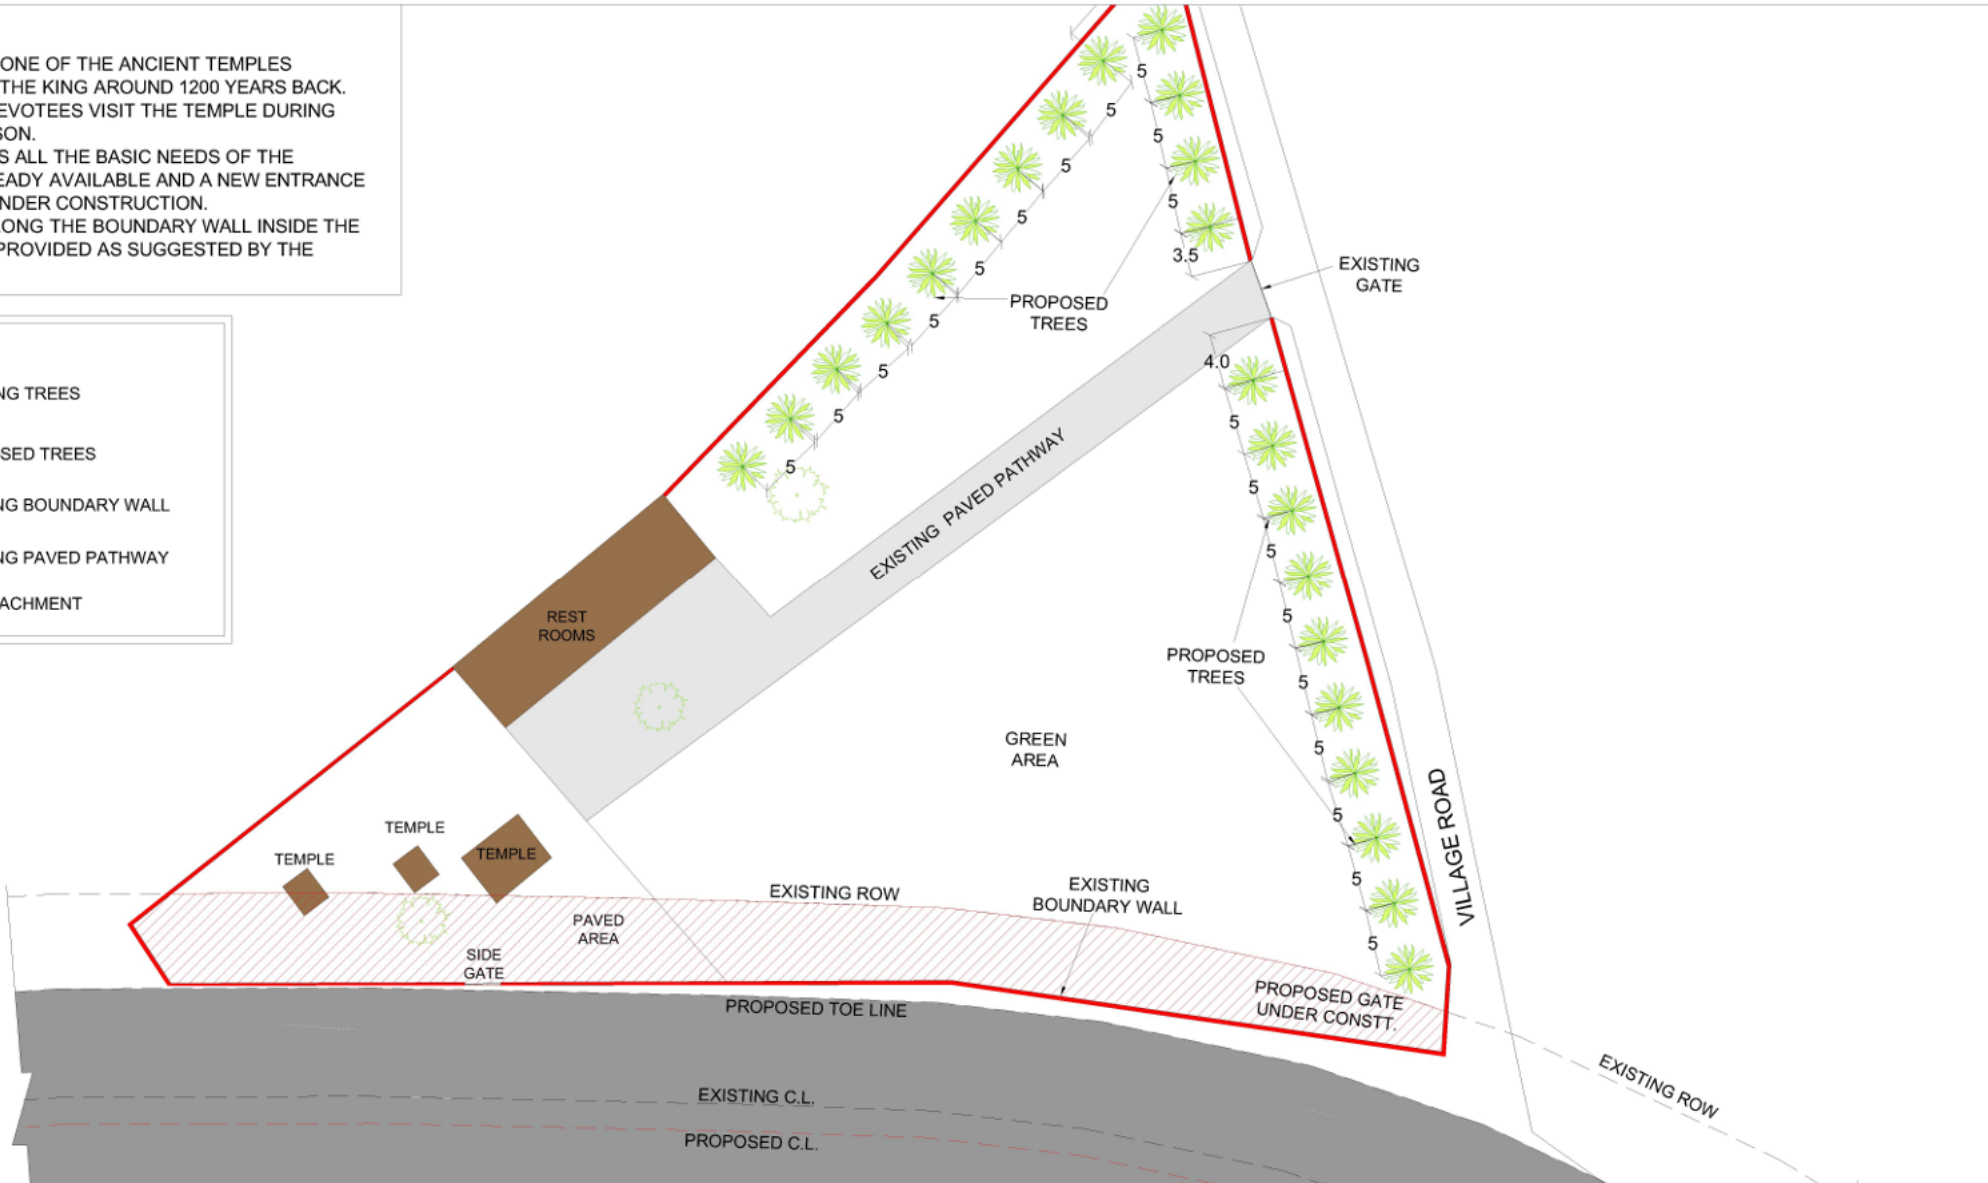 ONE OF THE ANCIENT TEMPLES
THE KING AROUND 1200 YEARS BACK.
EVOTEES VISIT THE TEMPLE DURING
SON.
S ALL THE BASIC NEEDS OF THE
EADY AVAILABLE AND A NEW ENTRANCE
NDER CONSTRUCTION.
ONG THE BOUNDARY WALL INSIDE THE
PROVIDED AS SUGGESTED BY THE
NG TREES
SED TREES
NG BOUNDARY WALL
NG PAVED PATHWAY
ACHMENT
5
5
5
5
5
5
5
5
5
5
5
5
3.5
PROPOSED
TREES
EXISTING
GATE
4.0
5
5
5
5
5
5
5
5
5
EXISTING PAVED PATHWAY
REST
ROOMS
PROPOSED
TREES
GREEN
AREA
VILLAGE ROAD
TEMPLE
TEMPLE
TEMPLE
EXISTING ROW
EXISTING
BOUNDARY WALL
PAVED
AREA
SIDE
GATE
PROPOSED GATE
UNDER CONSTT.
PROPOSED TOE LINE
EXISTING ROW
EXISTING C.L.
PROPOSED C.L.